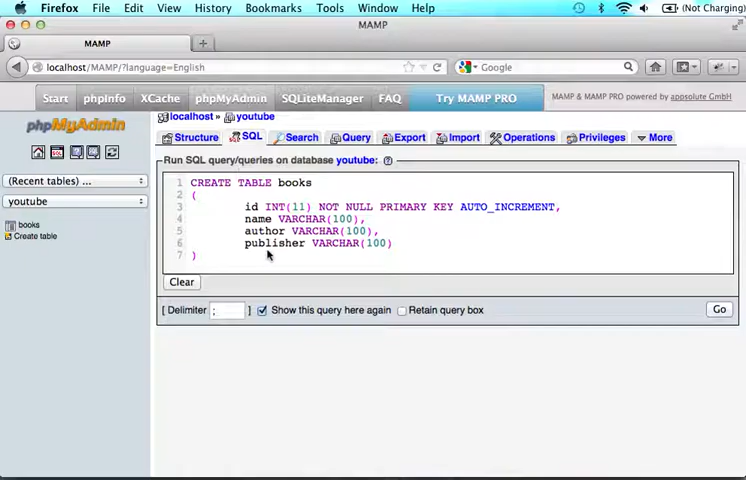 Firefox File Edit View History Bookmarks Tools Window Help (Not Charging)
MAMP
MAMP
localhost/MAMP/?language=English Google
Start phpInfo XCache phpMyAdmin SQLiteManager FAQ Try MAMP PRO MAMP & MAMP PRO powered by appsolute GmbH
phpMyAdmin
localhost » youtube
Structure SQL Search Query Export Import Operations Privileges More
Run SQL query/queries on database youtube:
(Recent tables) ...
youtube
books
Create table
1 CREATE TABLE books
2 (
3 id INT(11) NOT NULL PRIMARY KEY AUTO_INCREMENT,
4 name VARCHAR(100),
5 author VARCHAR(100),
6 publisher VARCHAR(100)
7 )
Clear
[ Delimiter ; ] Show this query here again Retain query box Go